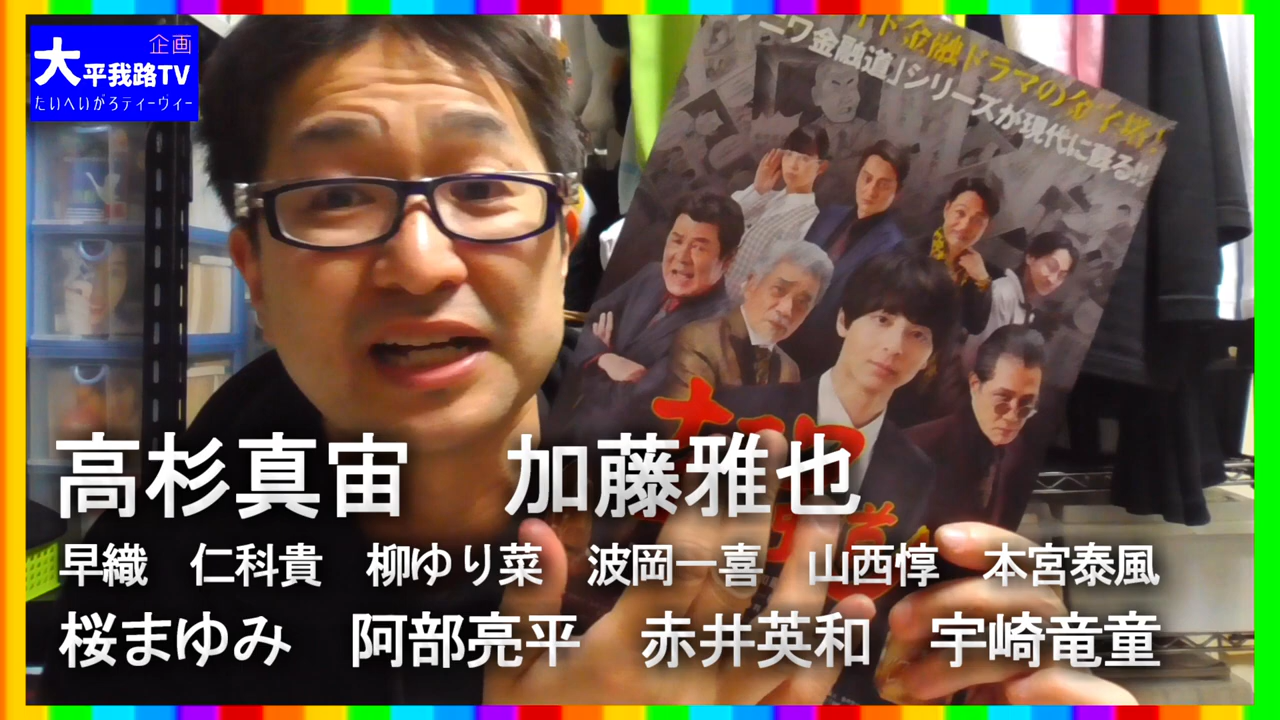 企画
大平我路TV
たいへいがろティーヴィー
イド金融ドラマの金字塔!
ニワ金融道」シリーズが現代に蘇る!!
高杉真宙 加藤雅也
早織 仁科貴 柳ゆり菜 波岡一喜 山西惇 本宮泰風
桜まゆみ 阿部亮平 赤井英和 宇崎竜童